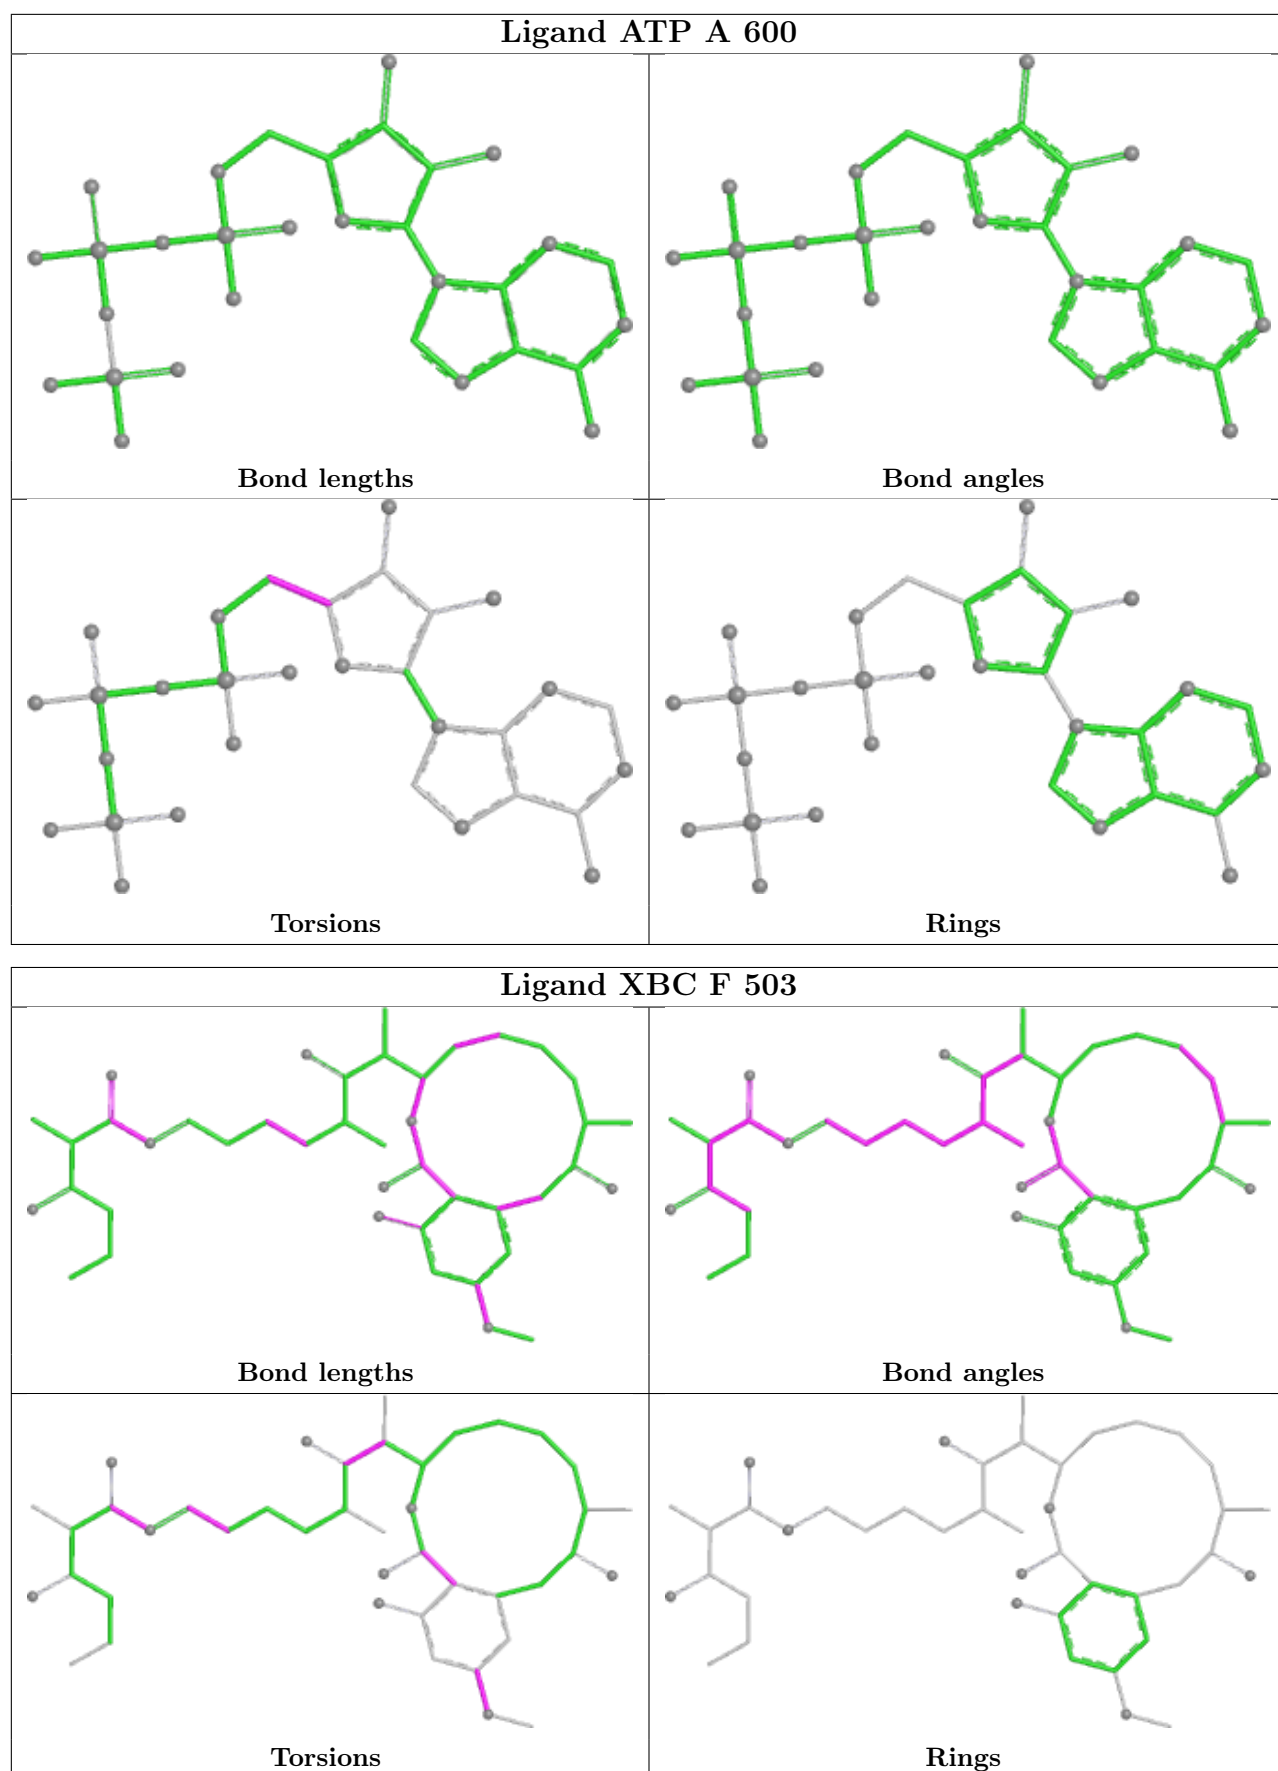 Ligand ATP A 600
Bond lengths
Bond angles
Torsions
Rings
Ligand XBC F 503
Bond lengths
Bond angles
Torsions
Rings